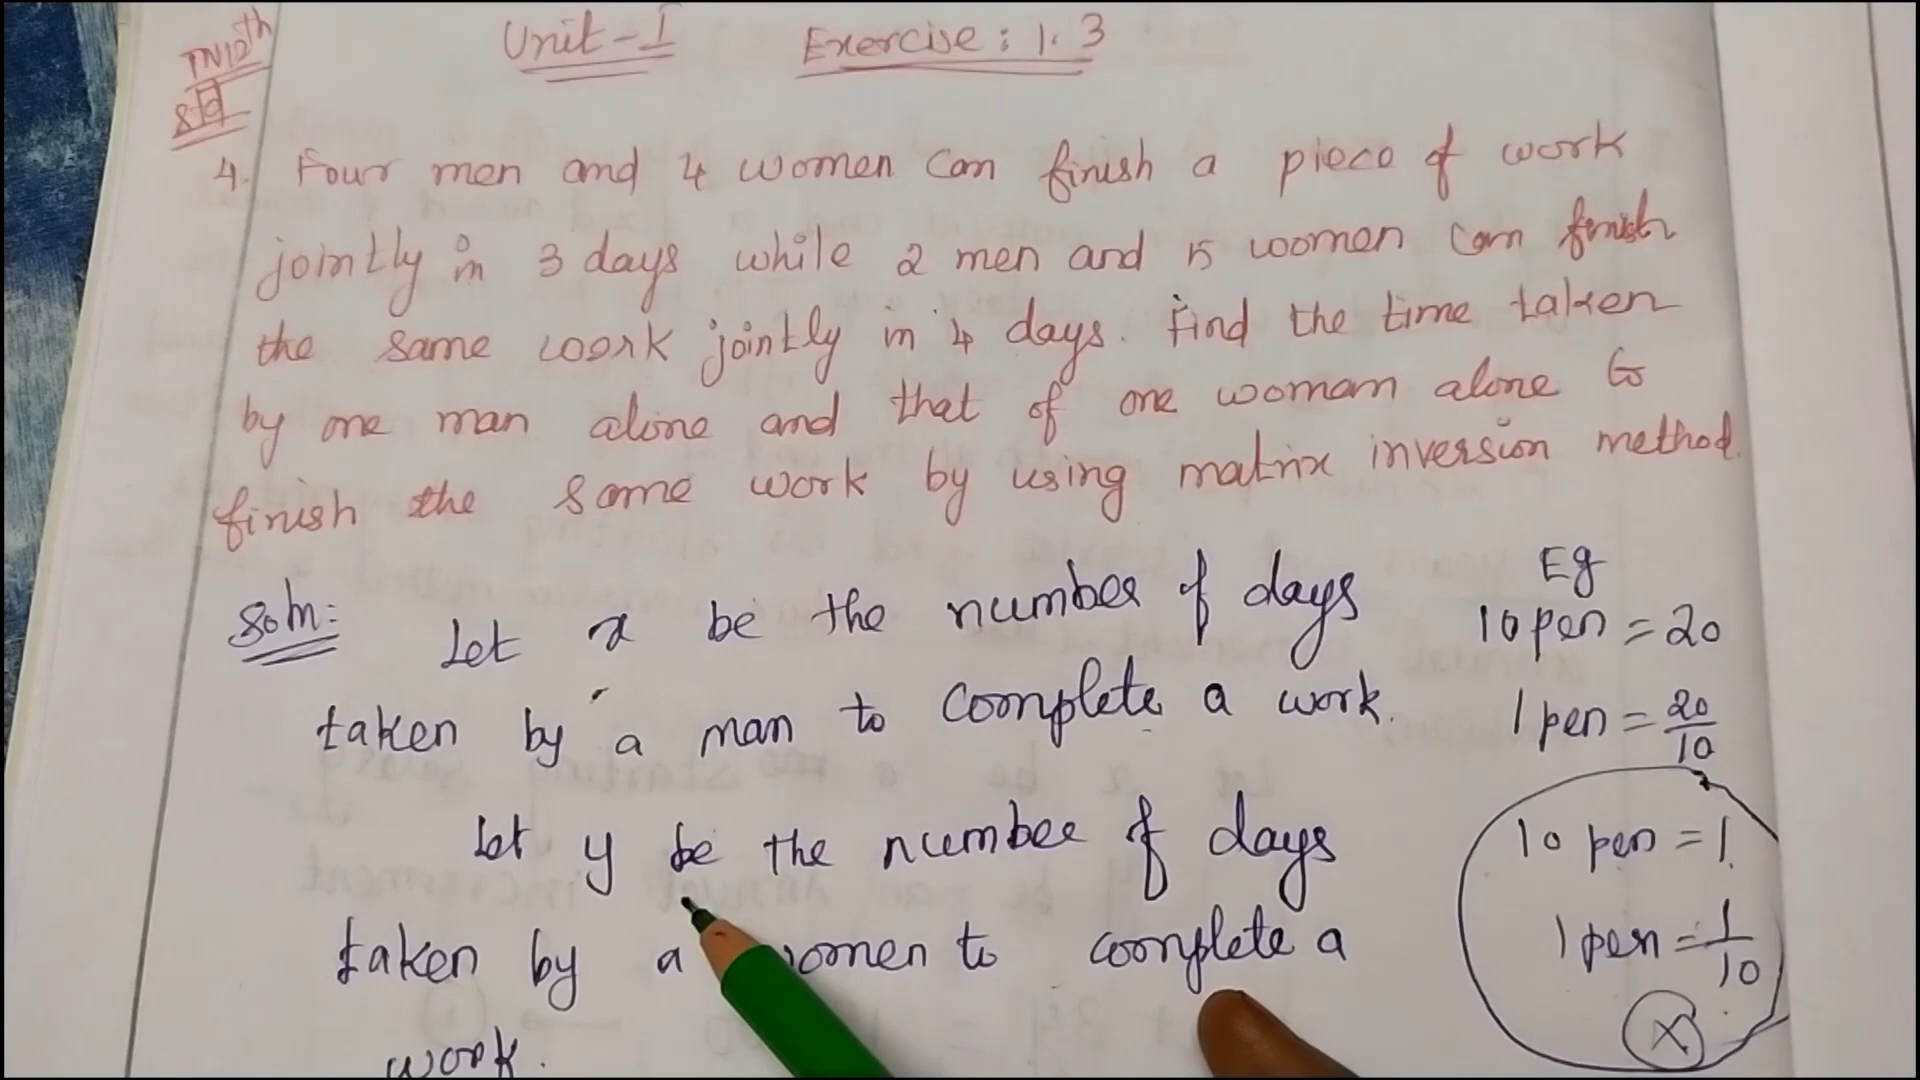 Unit-I Exercise: 1.3
TN12th
std
4. Four men and 4 women can finish a piece of work
jointly in 3 days while 2 men and 5 women can finish
the same work jointly in 4 days. Find the time taken
by one man alone and that of one woman alone to
finish the same work by using matrix inversion method.
Soln: Let x be the number of days
taken by a man to complete a work.
Let y be the number of days
taken by a women to complete a
work.
Eg
10 pen = 20
1 pen = 20/10
10 pen = 1
1 pen = 1/10
x